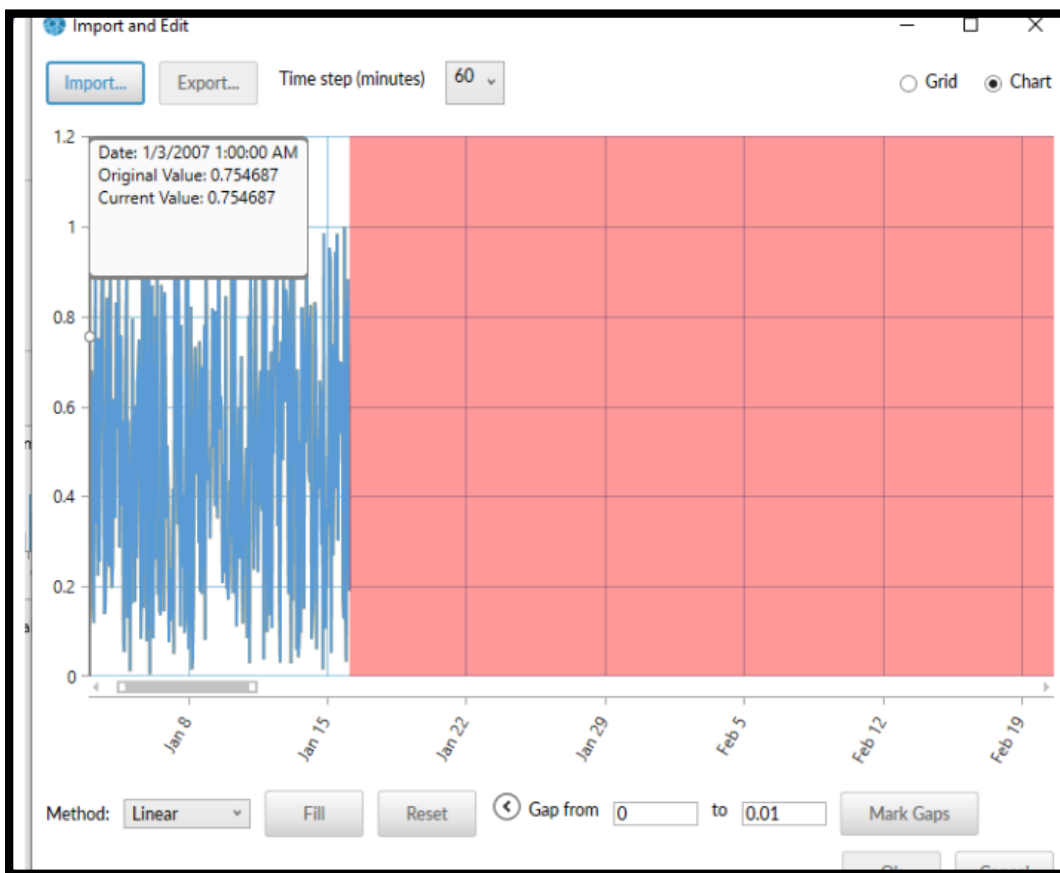 Import and Edit
Import... Export... Time step (minutes) 60 Grid Chart
1.2
Date: 1/3/2007 1:00:00 AM
Original Value: 0.754687
Current Value: 0.754687
1
0.8
0.6
0.4
0.2
0
Jan 8 Jan 15 Jan 22 Jan 29 Feb 5 Feb 12 Feb 19
Method: Linear Fill Reset Gap from 0 to 0.01 Mark Gaps